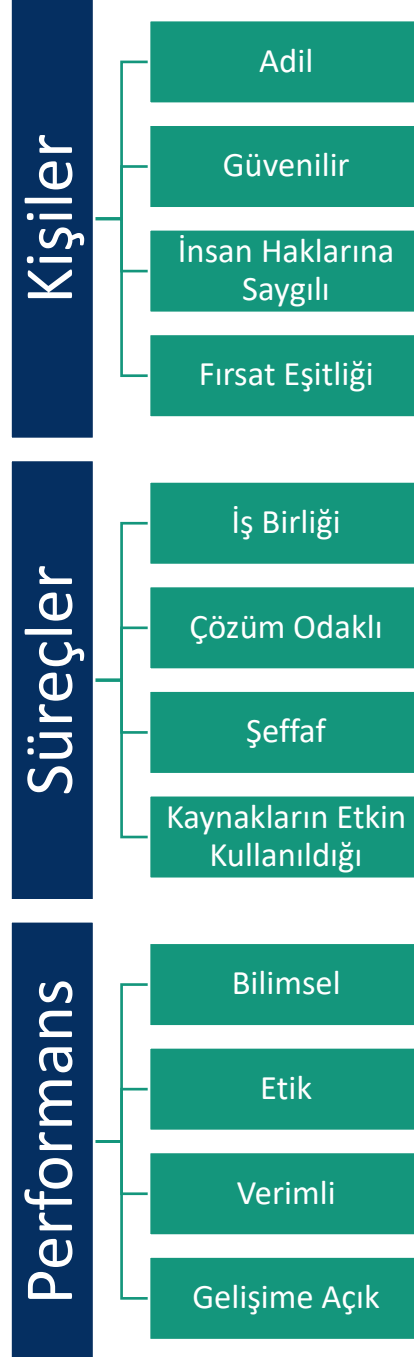 Kişiler
Adil
Güvenilir
İnsan Haklarına
Saygılı
Fırsat Eşitliği
Süreçler
İş Birliği
Çözüm Odaklı
Şeffaf
Kaynakların Etkin
Kullanıldığı
Performans
Bilimsel
Etik
Verimli
Gelişime Açık